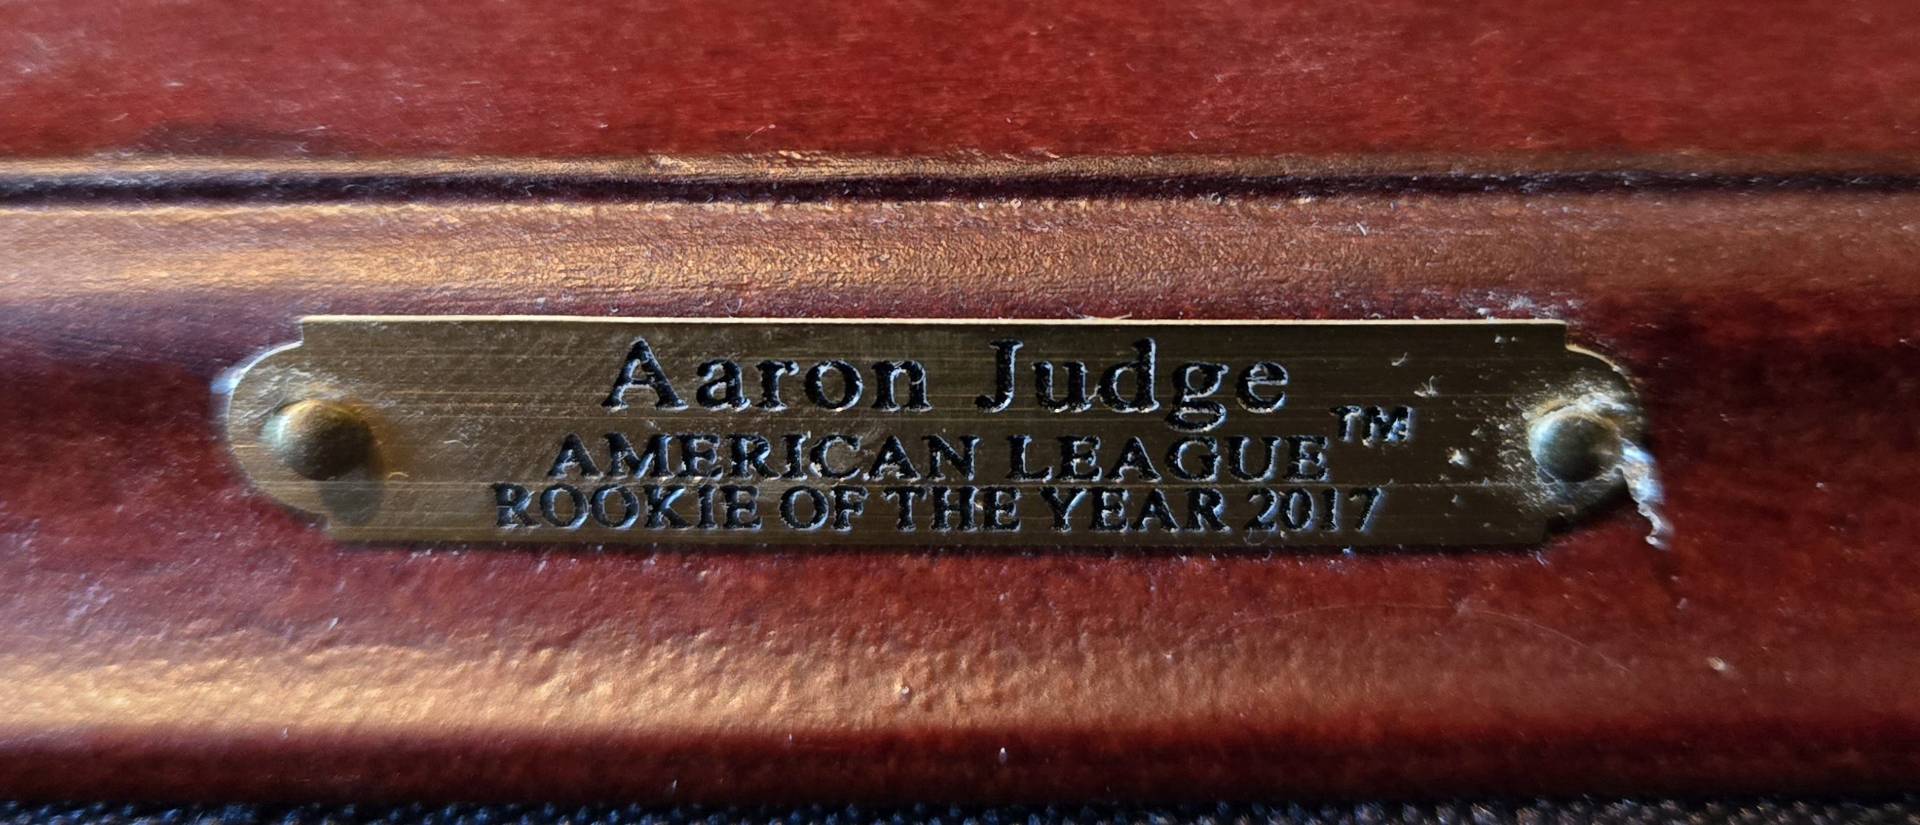 Aaron Judge
AMERICAN LEAGUE™
ROOKIE OF THE YEAR 2017